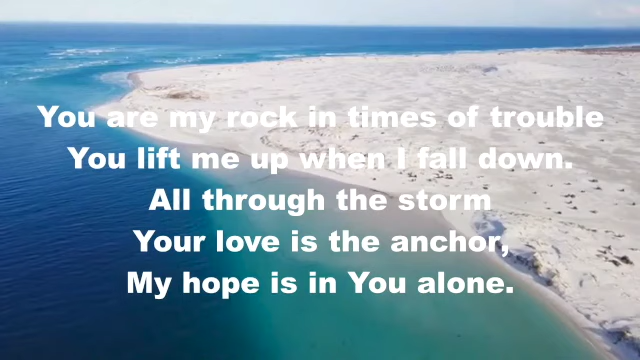 You are my rock in times of trouble
You lift me up when I fall down.
All through the storm
Your love is the anchor,
My hope is in You alone.